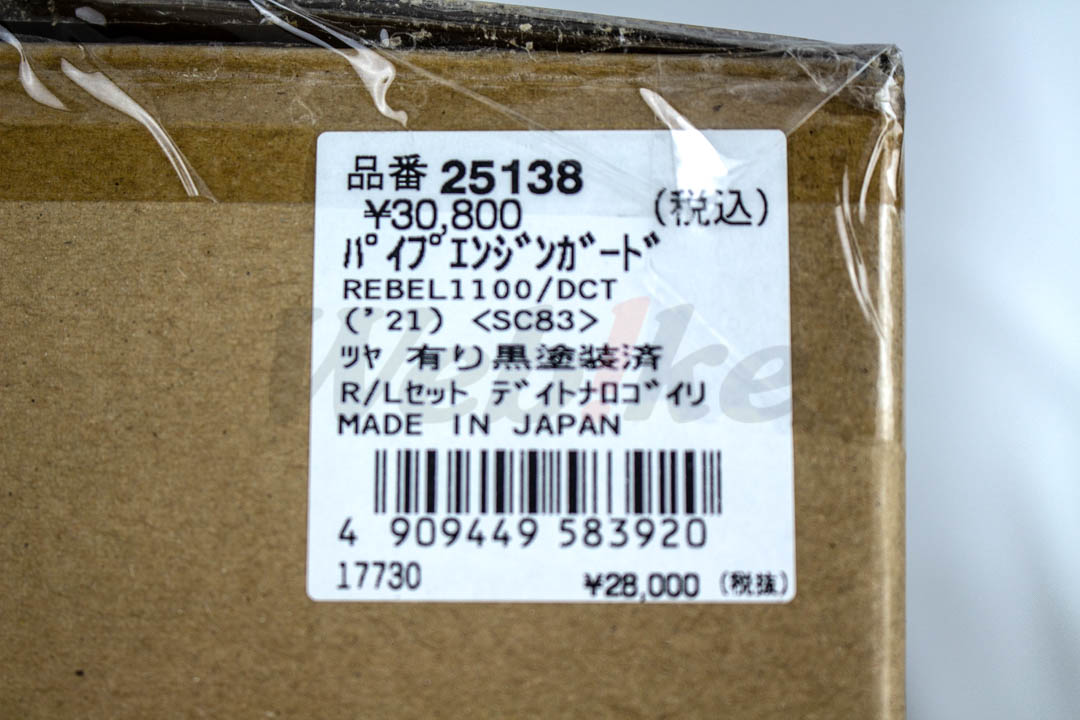 品番 25138
¥30,800 (税込)
ﾊﾟｲﾌﾟｴﾝｼﾞﾝｶﾞｰﾄﾞ
REBEL1100/DCT
('21) <SC83>
ﾂﾔ 有り黒塗装済
R/Lｾｯﾄ ﾃﾞｲﾄﾅﾛｺﾞｲﾘ
MADE IN JAPAN
4 909449 583920
17730 ¥28,000 (税抜)
Webike